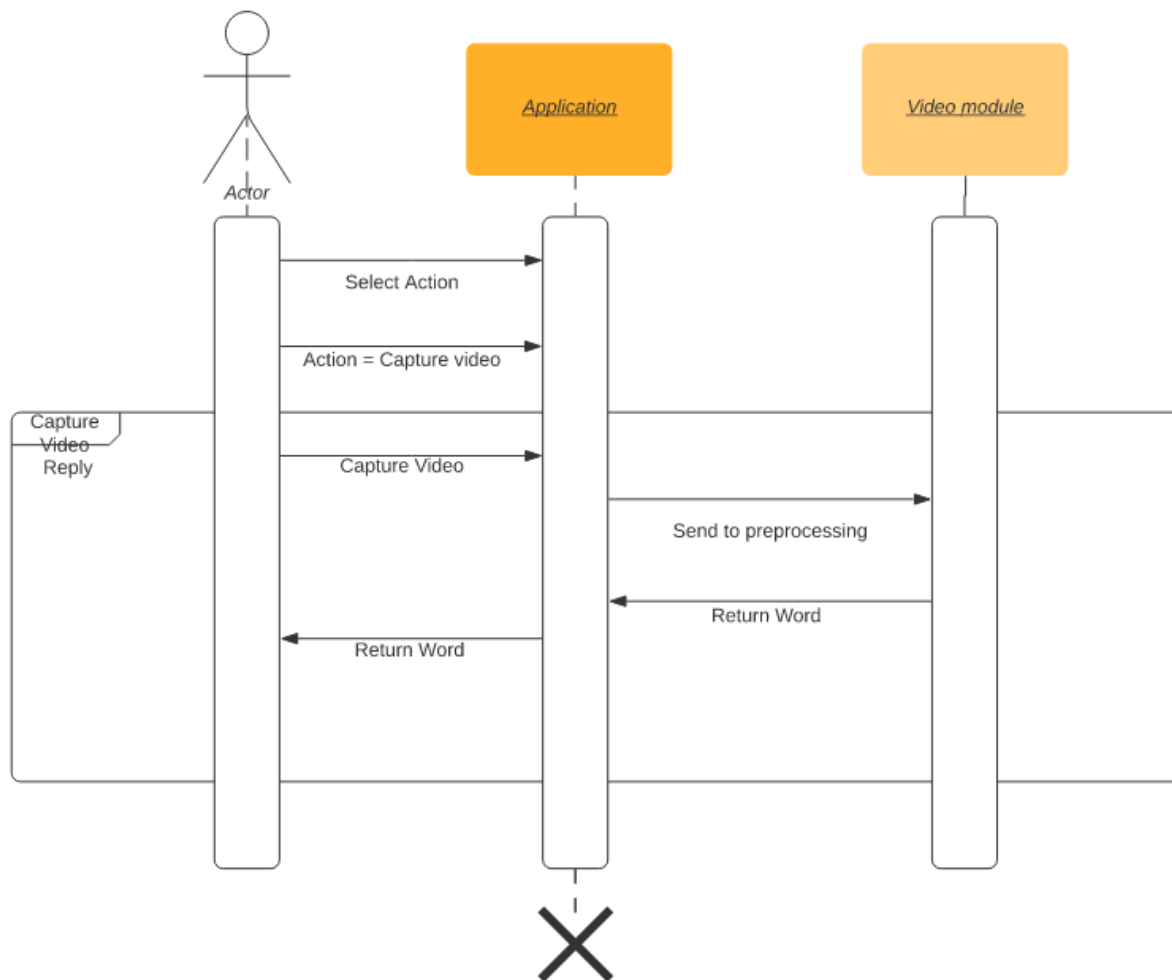 Application
Video module
Actor
Select Action
Action = Capture video
Capture
Video
Reply
Capture Video
Send to preprocessing
Return Word
Return Word